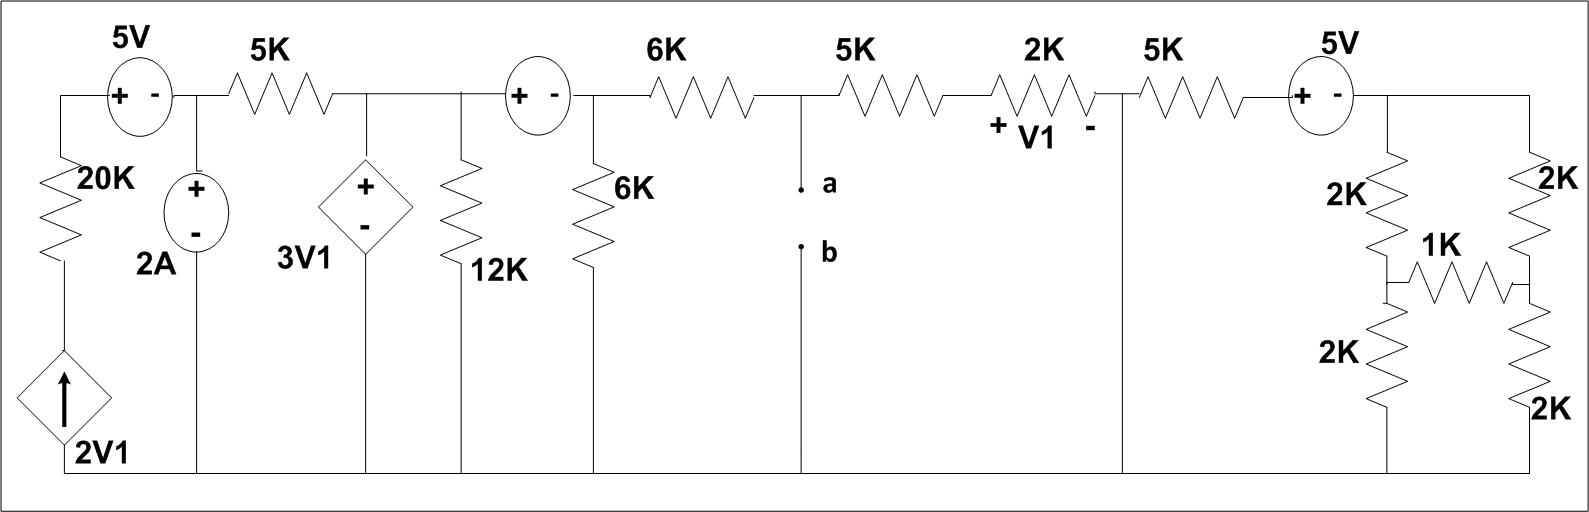 5V
5K
6K
5K
2K
5K
5V
+ -
+ -
+ -
+ V1 -
20K
+
-
2A
+
-
3V1
12K
6K
a
b
2K
2K
1K
2K
2K
2V1